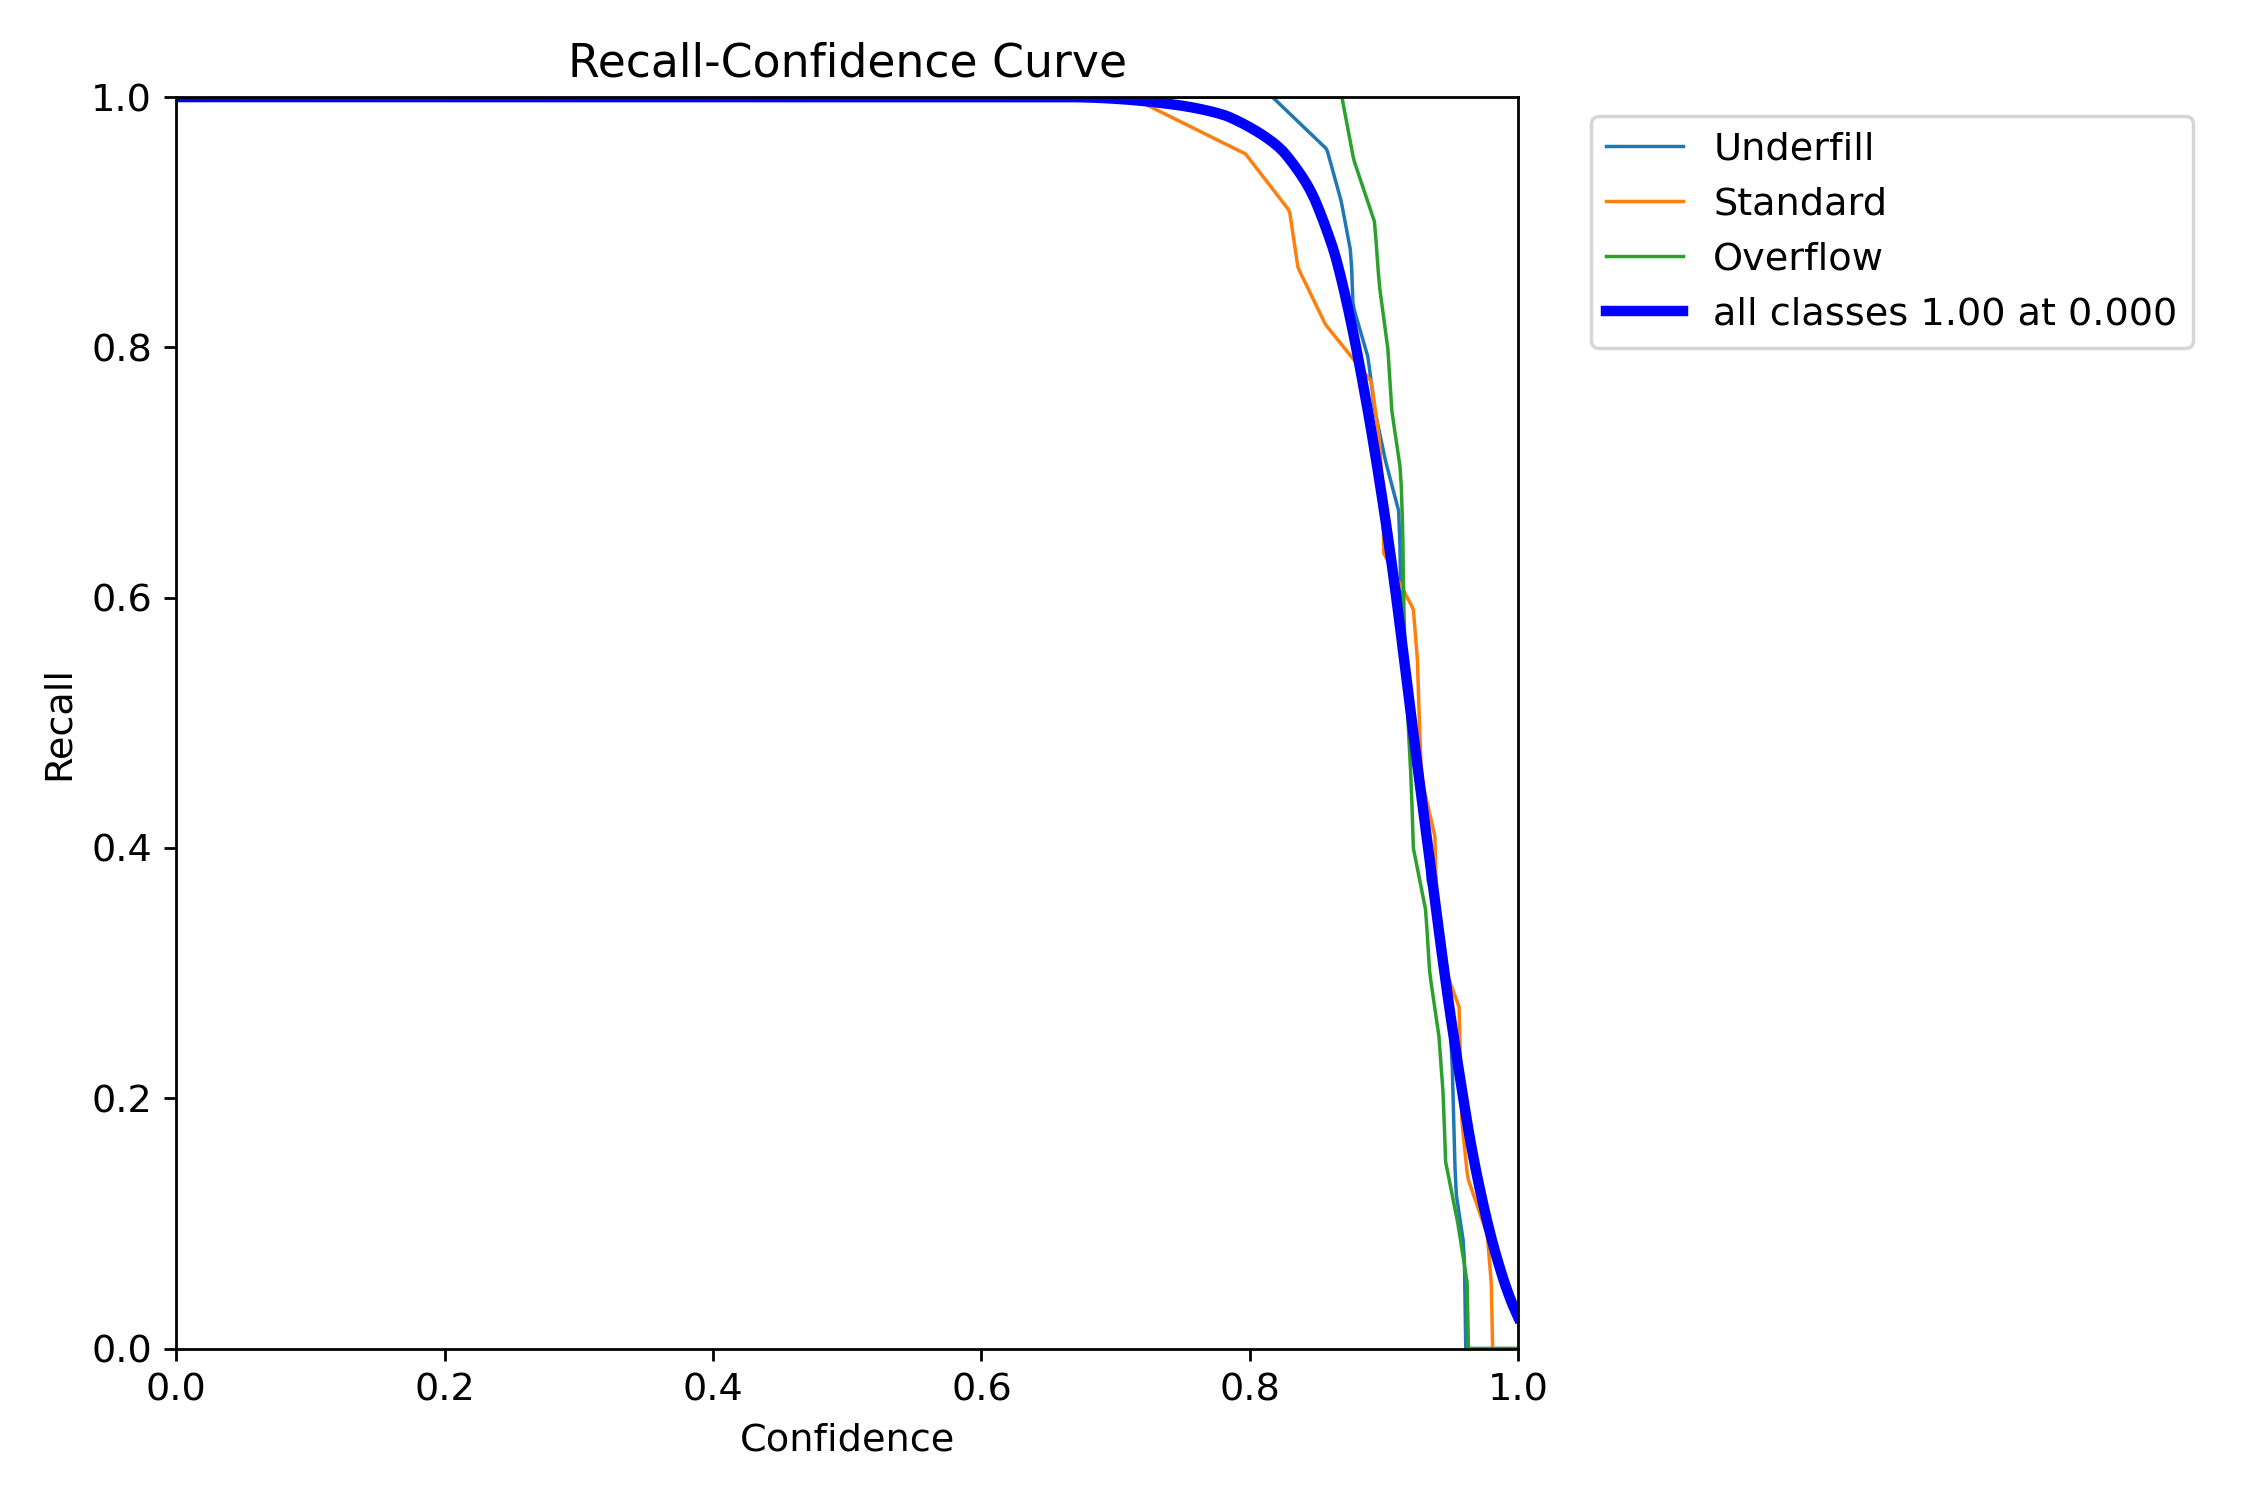 Recall-Confidence Curve
1.0
0.8
0.6
0.4
0.2
0.0
Recall
0.0 0.2 0.4 0.6 0.8 1.0
Confidence
Underfill
Standard
Overflow
all classes 1.00 at 0.000